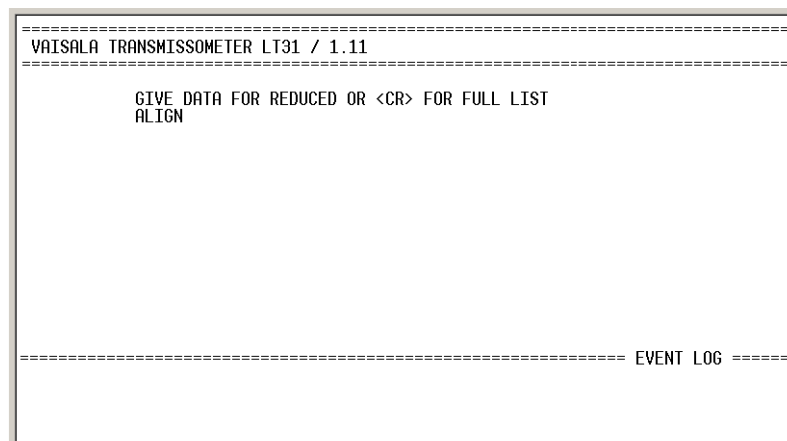 ================================================================================
VAISALA TRANSMISSOMETER LT31 / 1.11
================================================================================
GIVE DATA FOR REDUCED OR <CR> FOR FULL LIST
ALIGN
=============================================================== EVENT LOG ======